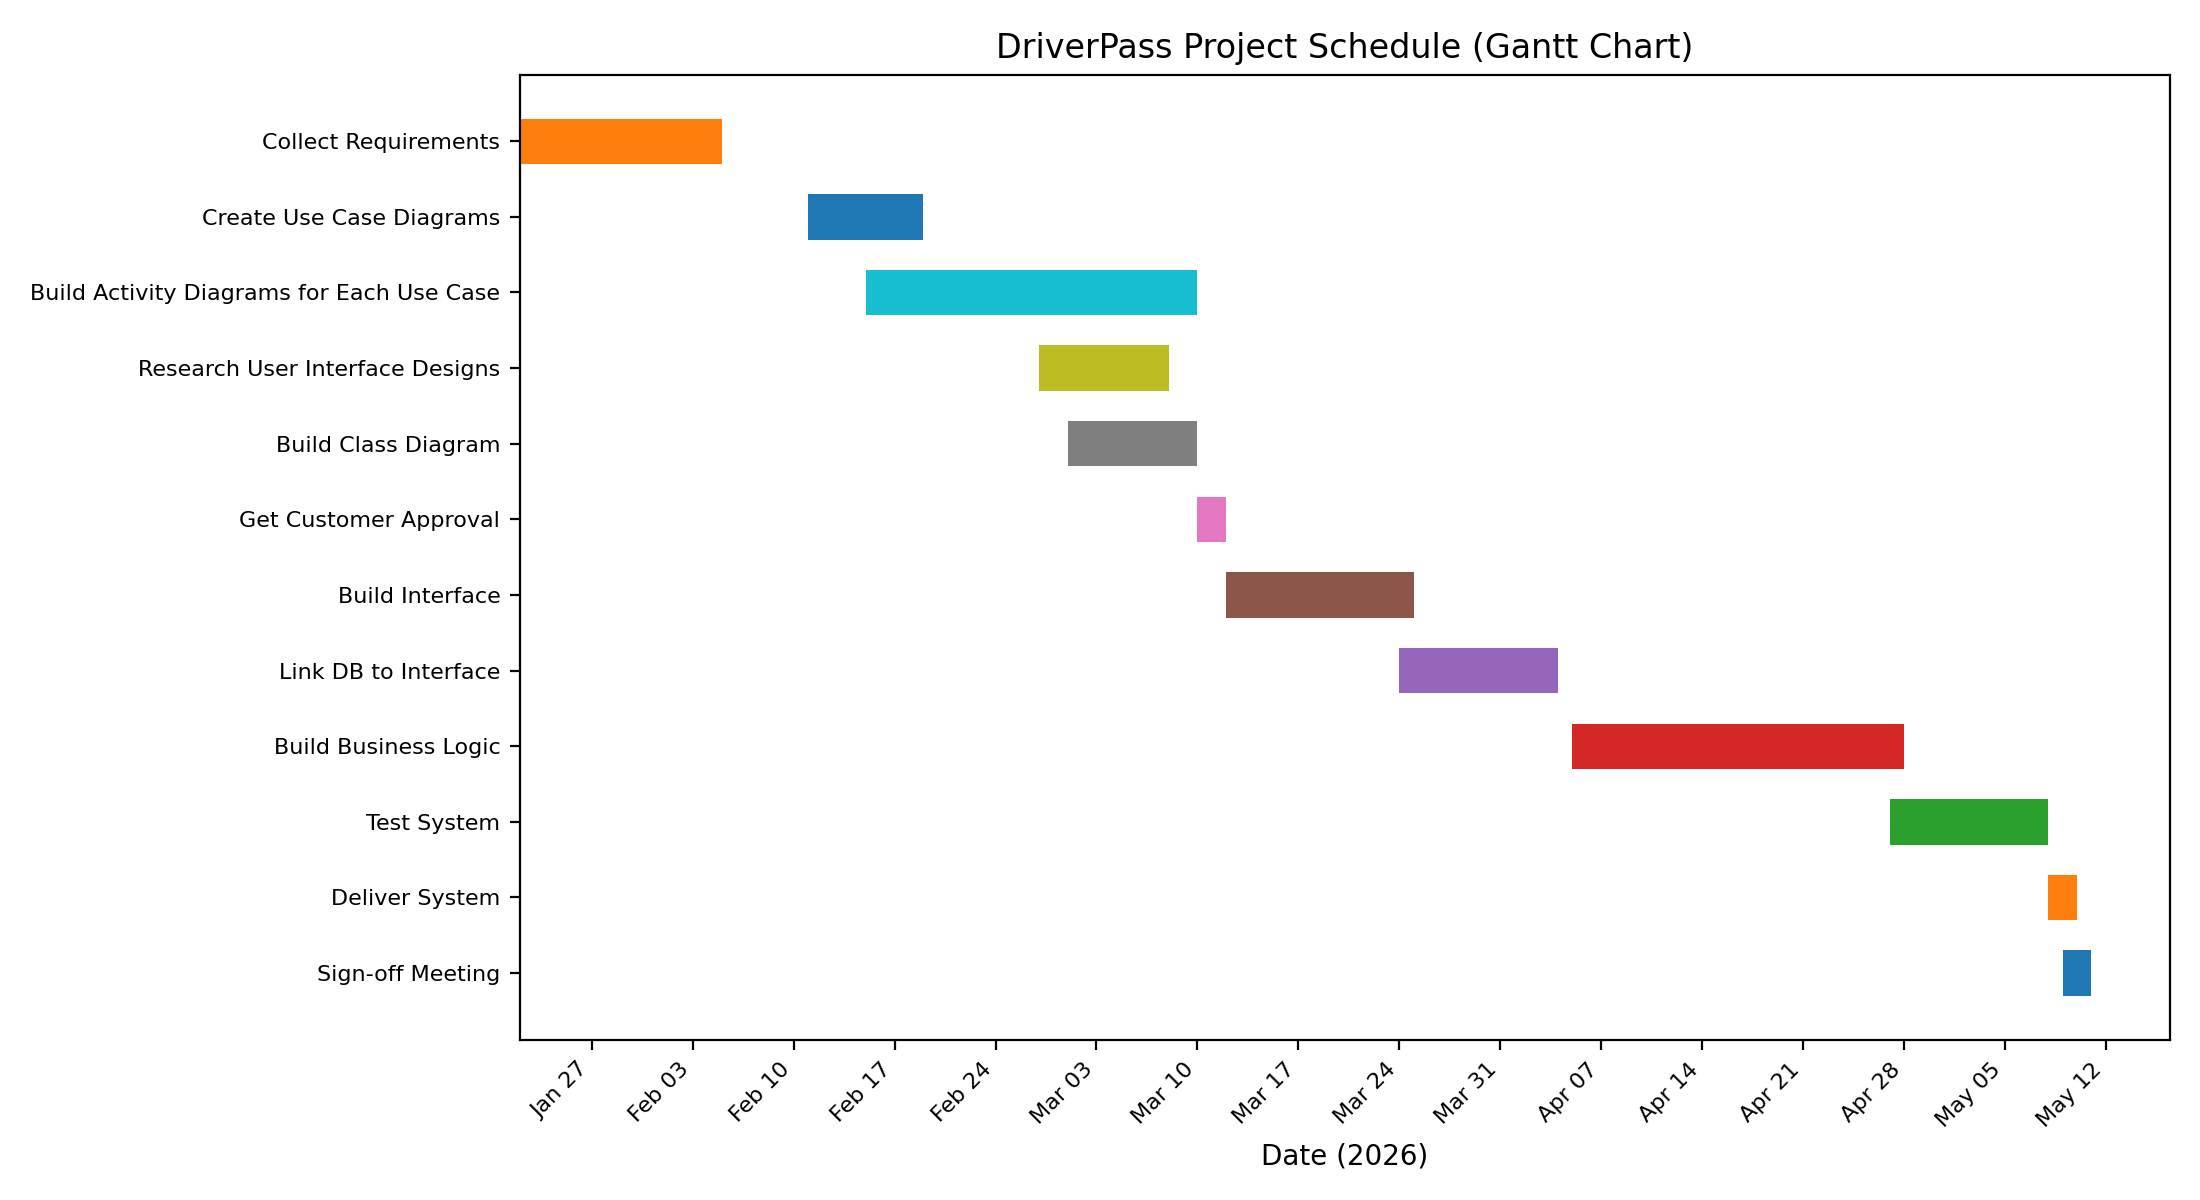 DriverPass Project Schedule (Gantt Chart)
Collect Requirements
Create Use Case Diagrams
Build Activity Diagrams for Each Use Case
Research User Interface Designs
Build Class Diagram
Get Customer Approval
Build Interface
Link DB to Interface
Build Business Logic
Test System
Deliver System
Sign-off Meeting
Jan 27
Feb 03
Feb 10
Feb 17
Feb 24
Mar 03
Mar 10
Mar 17
Mar 24
Mar 31
Apr 07
Apr 14
Apr 21
Apr 28
May 05
May 12
Date (2026)